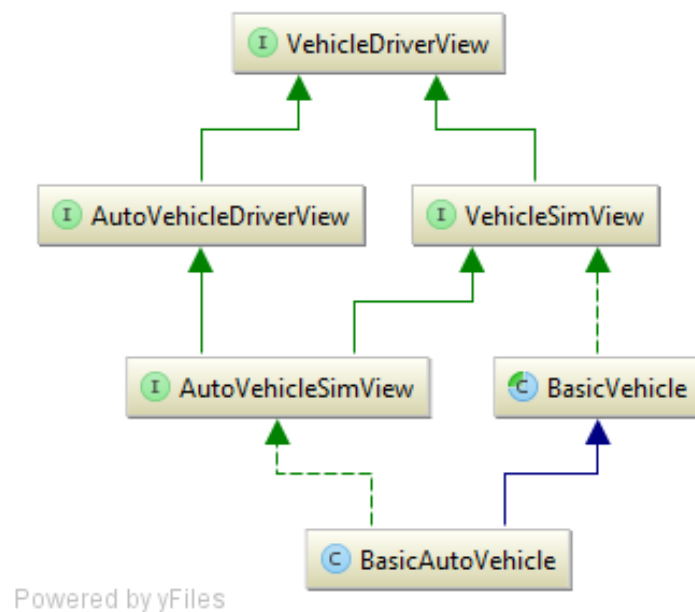 I VehicleDriverView
I AutoVehicleDriverView
I VehicleSimView
I AutoVehicleSimView
C BasicVehicle
C BasicAutoVehicle
Powered by yFiles